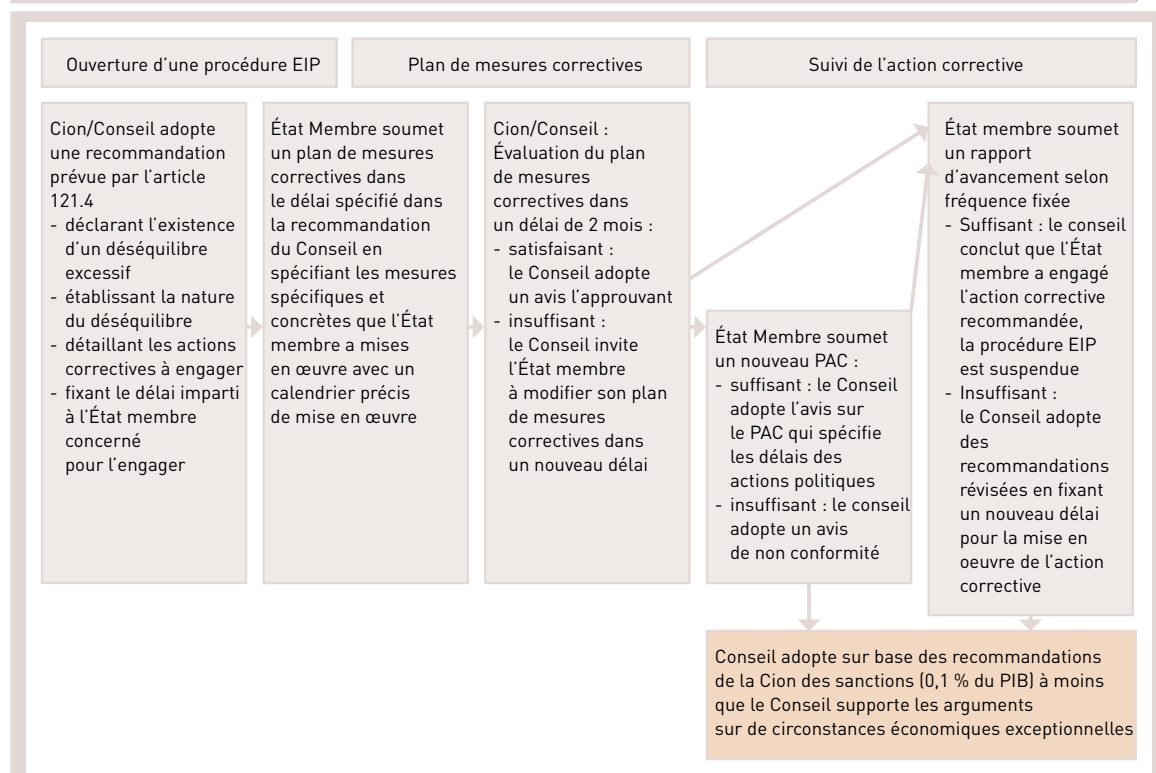 Ouverture d’une procédure EIP
Plan de mesures correctives
Suivi de l’action corrective
Cion/Conseil adopte
une recommandation
prévue par l’article
121.4
- déclarant l’existence
d’un déséquilibre
excessif
- établissant la nature
du déséquilibre
- détaillant les actions
correctives à engager
- fixant le délai imparti
à l’État membre
concerné
pour l’engager
État Membre soumet
un plan de mesures
correctives dans
le délai spécifié dans
la recommandation
du Conseil en
spécifiant les mesures
spécifiques et
concrètes que l’État
membre a mises
en œuvre avec un
calendrier précis
de mise en œuvre
Cion/Conseil :
Évaluation du plan
de mesures
correctives dans
un délai de 2 mois :
- satisfaisant :
le Conseil adopte
un avis l’approuvant
- insuffisant :
le Conseil invite
l’État membre
à modifier son plan
de mesures
correctives dans
un nouveau délai
État Membre soumet
un nouveau PAC :
- suffisant : le Conseil
adopte l’avis sur
le PAC qui spécifie
les délais des
actions politiques
- insuffisant : le conseil
adopte un avis
de non conformité
État membre soumet
un rapport
d’avancement selon
fréquence fixée
- Suffisant : le conseil
conclut que l’État
membre a engagé
l’action corrective
recommandée,
la procédure EIP
est suspendue
- Insuffisant :
le Conseil adopte
des
recommandations
révisées en fixant
un nouveau délai
pour la mise en
oeuvre de l’action
corrective
Conseil adopte sur base des recommandations
de la Cion des sanctions (0,1 % du PIB) à moins
que le Conseil supporte les arguments
sur de circonstances économiques exceptionnelles